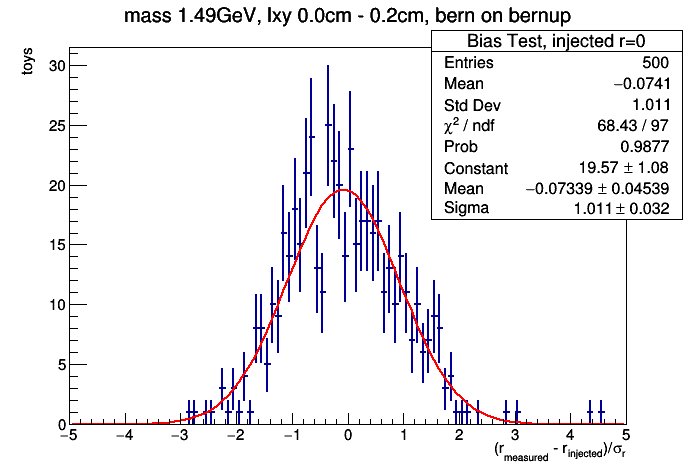 mass 1.49GeV, lxy 0.0cm - 0.2cm, bern on bernup
Bias Test, injected r=0
Entries 500
Mean −0.0741
Std Dev 1.011
χ² / ndf 68.43 / 97
Prob 0.9877
Constant 19.57 ± 1.08
Mean −0.07339 ± 0.04539
Sigma 1.011 ± 0.032
toys
30
25
20
15
10
5
0
−5 −4 −3 −2 −1 0 1 2 3 4 5
(r_measured - r_injected)/σ_r